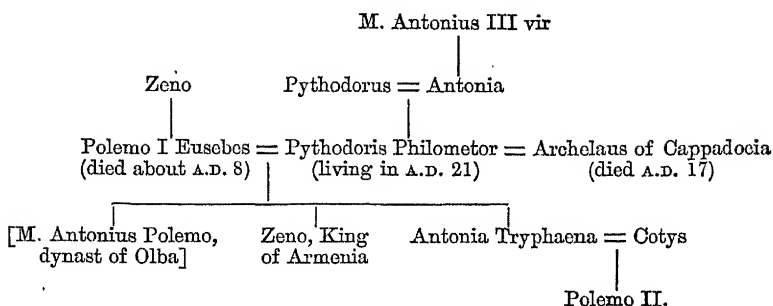 M. Antonius III vir
Zeno Pythodorus = Antonia
Polemo I Eusebes = Pythodoris Philometor = Archelaus of Cappadocia
(died about A.D. 8) (living in A.D. 21) (died A.D. 17)
[M. Antonius Polemo, Zeno, King Antonia Tryphaena = Cotys
dynast of Olba] of Armenia
Polemo II.